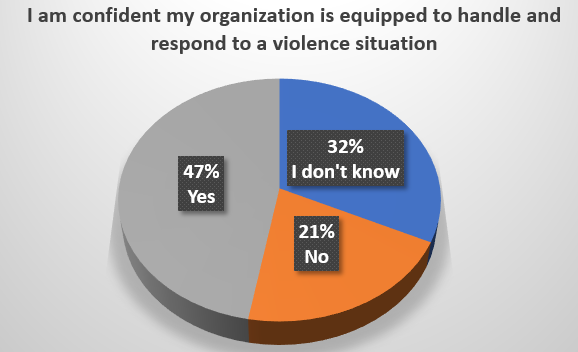 I am confident my organization is equipped to handle and
respond to a violence situation
32%
I don't know
47%
Yes
21%
No